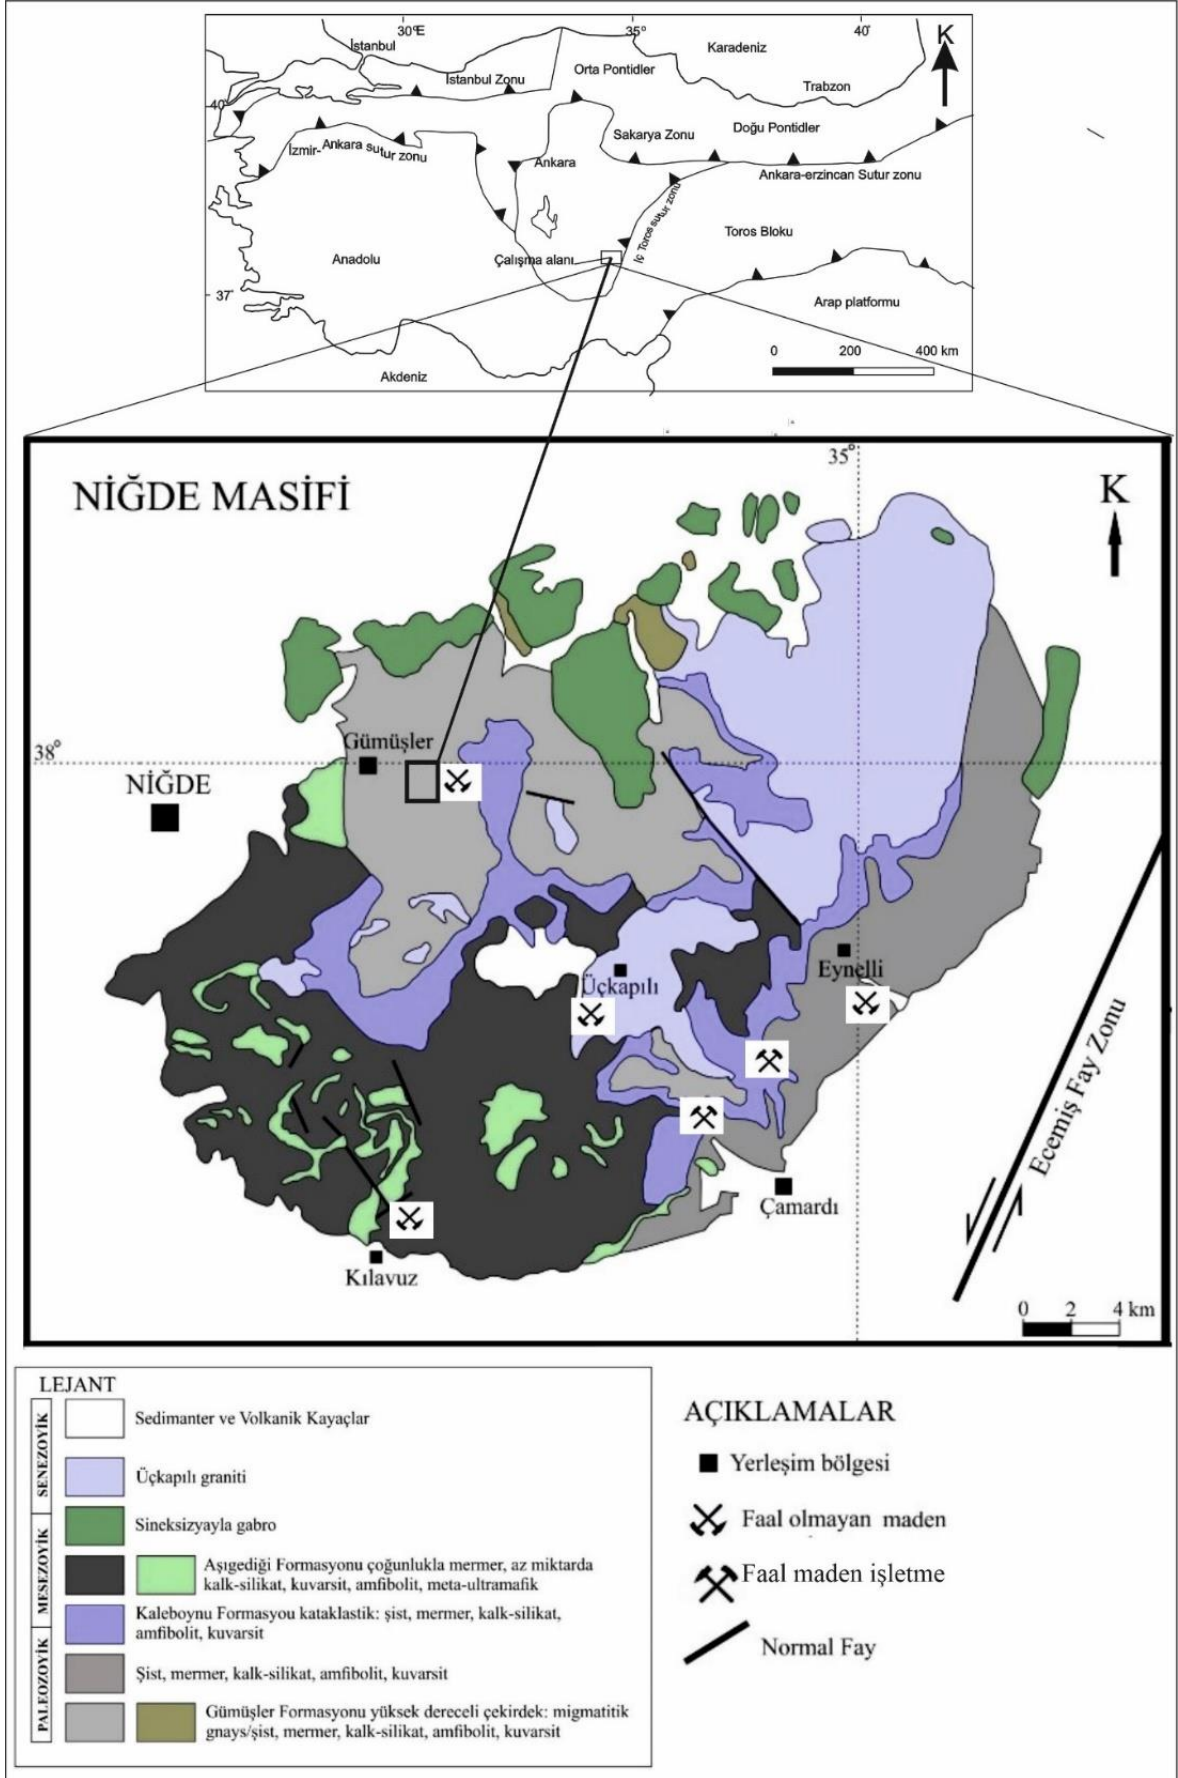 30°E
35°
40°
K
İstanbul
Karadeniz
İstanbul Zonu
Orta Pontidler
Trabzon
40°
Sakarya Zonu
Doğu Pontidler
İzmir-Ankara sutur zonu
Ankara
Ankara-erzincan Sutur zonu
İç Toros sutur zonu
Toros Bloku
Anadolu
Çalışma alanı
37°
Arap platformu
0 200 400 km
Akdeniz
35°
NİĞDE MASİFİ
K
38°
Gümüşler
NİĞDE
Eynelli
Üçkapılı
Ecemiş Fay Zonu
Çamardı
Kılavuz
0 2 4 km
LEJANT
SENEZOYİK
MESEZOYİK
PALEOZOYİK
Sedimanter ve Volkanik Kayaçlar
Üçkapılı graniti
Sineksizyayla gabro
Aşıgediği Formasyonu çoğunlukla mermer, az miktarda
kalk-silikat, kuvarsit, amfibolit, meta-ultramafik
Kaleboynu Formasyou kataklastik: şist, mermer, kalk-silikat,
amfibolit, kuvarsit
Şist, mermer, kalk-silikat, amfibolit, kuvarsit
Gümüşler Formasyonu yüksek dereceli çekirdek: migmatitik
gnays/şist, mermer, kalk-silikat, amfibolit, kuvarsit
AÇIKLAMALAR
Yerleşim bölgesi
Faal olmayan maden
Faal maden işletme
Normal Fay